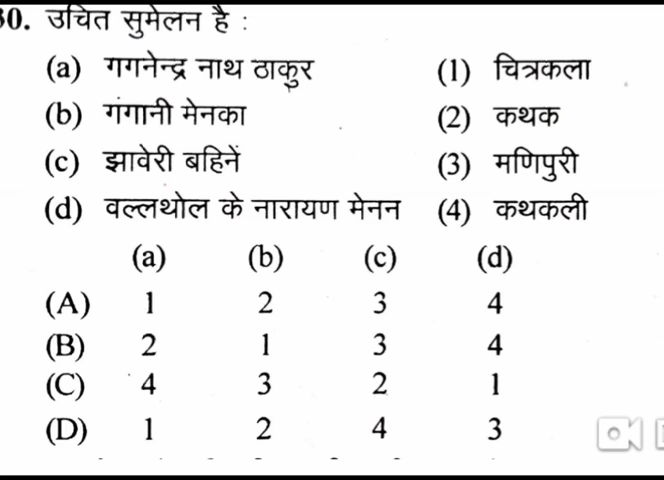 30. उचित सुमेलन है :
(a) गगनेन्द्र नाथ ठाकुर (1) चित्रकला
(b) गंगानी मेनका (2) कथक
(c) झावेरी बहिनें (3) मणिपुरी
(d) वल्लथोल के नारायण मेनन (4) कथकली
(a) (b) (c) (d)
(A) 1 2 3 4
(B) 2 1 3 4
(C) 4 3 2 1
(D) 1 2 4 3